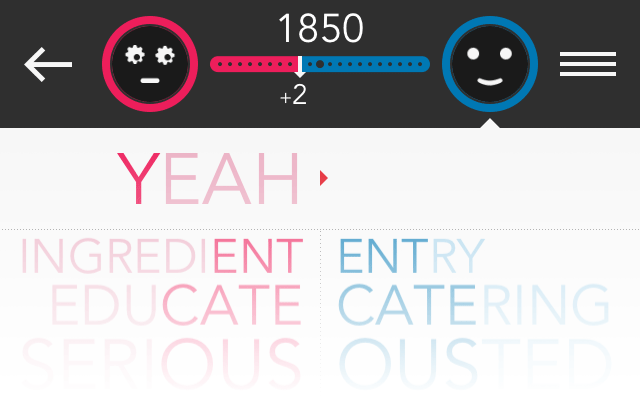 1850
+2
YEAH
INGREDIENT ENTRY
EDUCATE CATERING
SERIOUS OUSTED